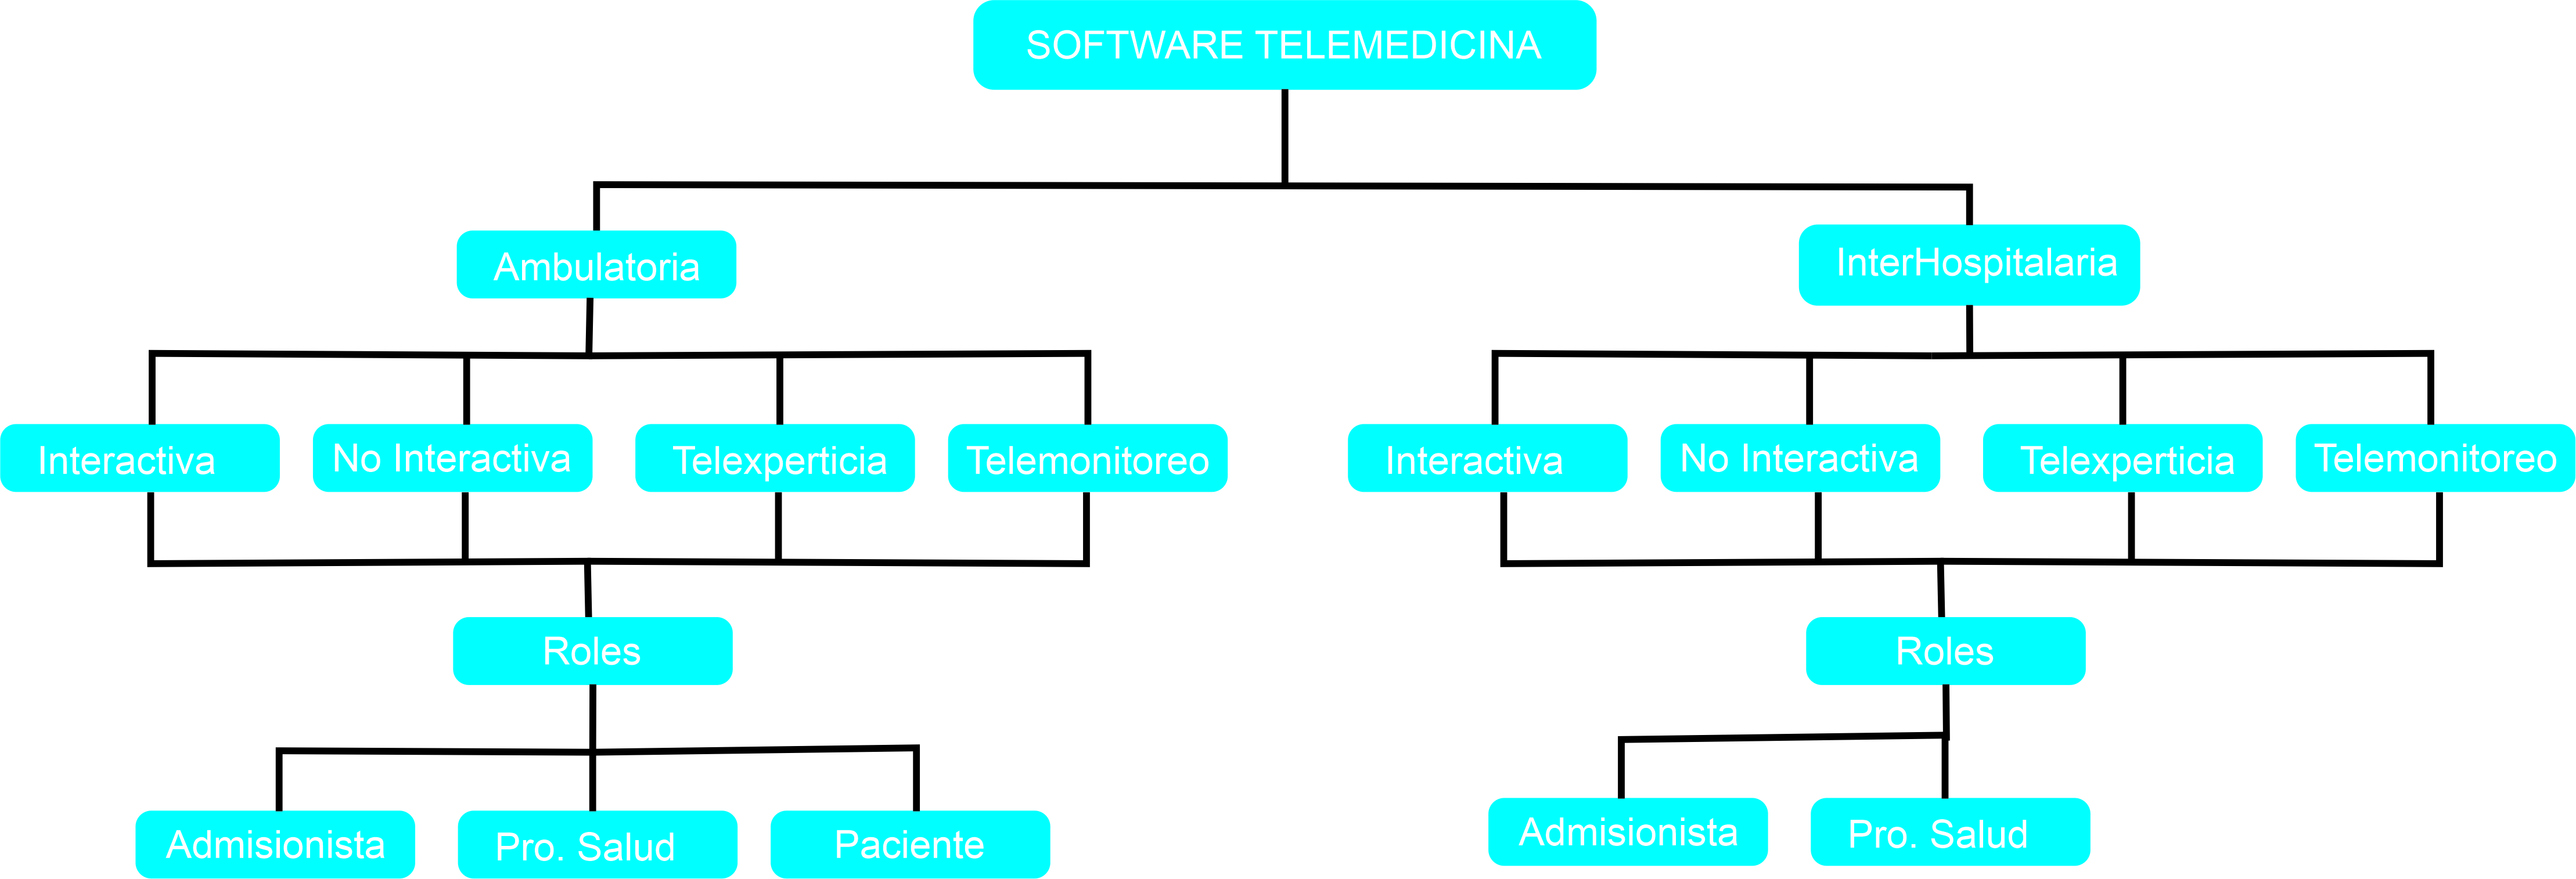 SOFTWARE TELEMEDICINA
Ambulatoria
InterHospitalaria
Interactiva
No Interactiva
Telexperticia
Telemonitoreo
Interactiva
No Interactiva
Telexperticia
Telemonitoreo
Roles
Roles
Admisionista
Pro. Salud
Paciente
Admisionista
Pro. Salud